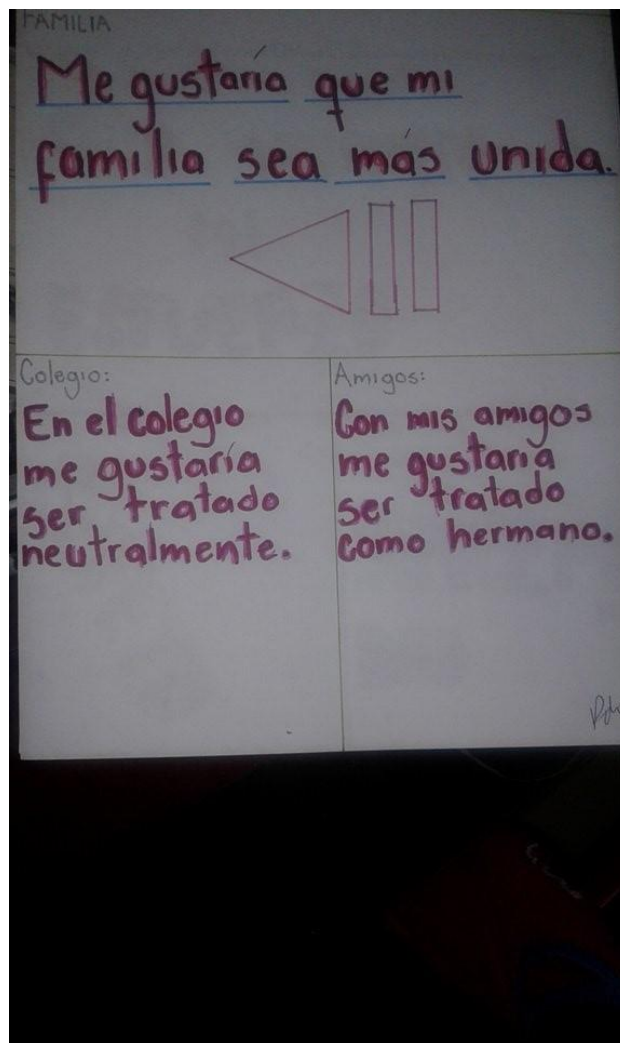 FAMILIA
Me gustaría que mi
familia sea más unida.
Colegio:
En el colegio
me gustaría
ser tratado
neutralmente.
Amigos:
Con mis amigos
me gustaría
ser tratado
como hermano.